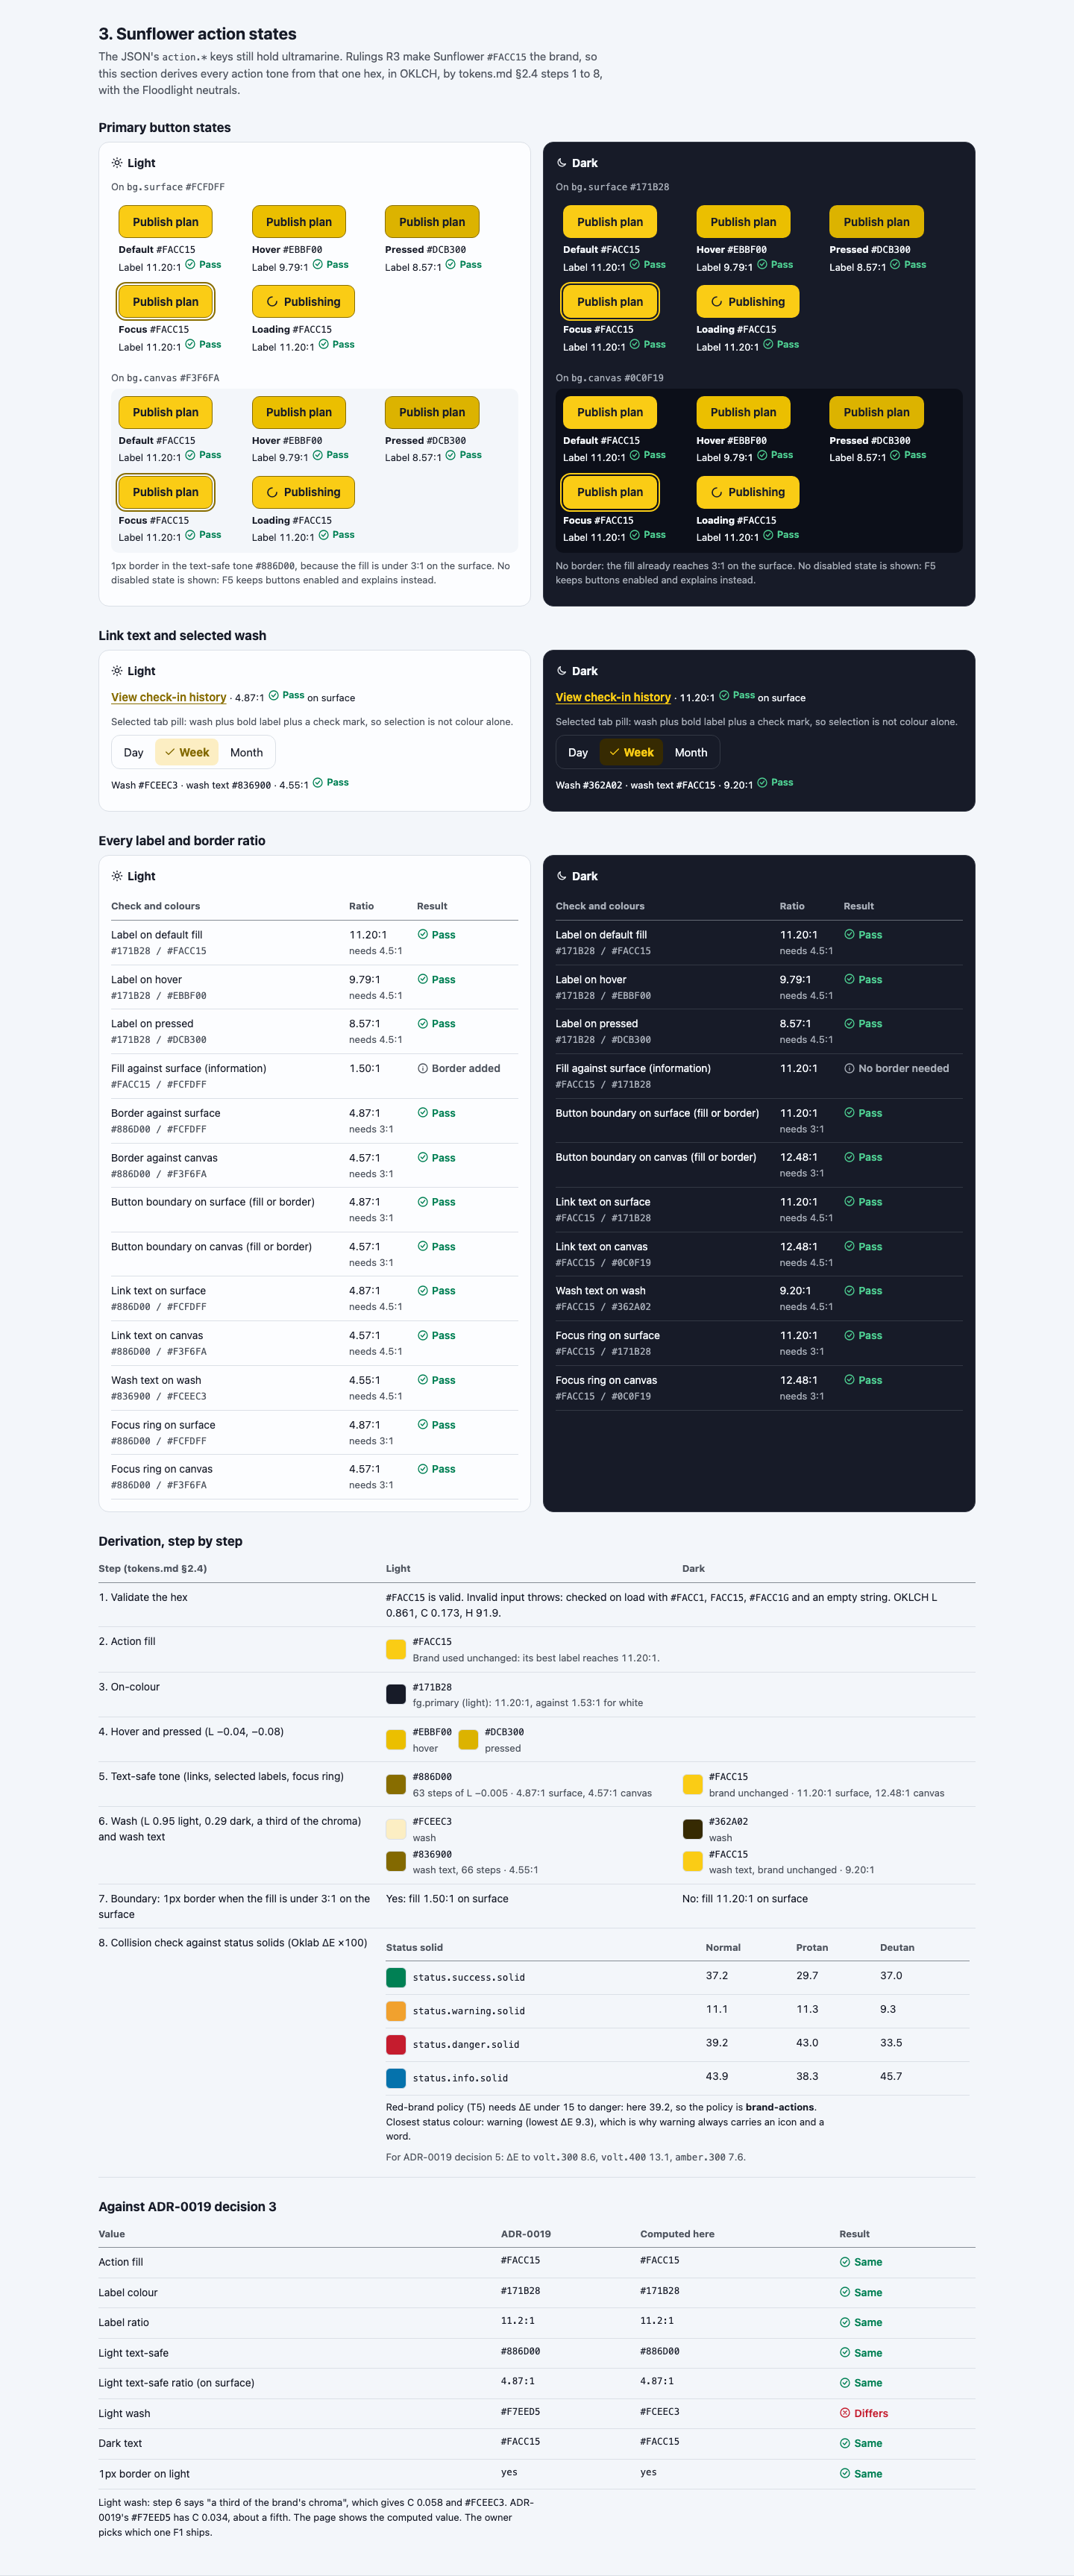 3. Sunflower action states
The JSON's action.* keys still hold ultramarine. Rulings R3 make Sunflower #FACC15 the brand, so
this section derives every action tone from that one hex, in OKLCH, by tokens.md §2.4 steps 1 to 8,
with the Floodlight neutrals.
Primary button states
Light
On bg.surface #FCFDFF
Publish plan
Publish plan
Publish plan
Default #FACC15
Hover #EBBF00
Pressed #DCB300
Label 11.20:1 Pass
Label 9.79:1 Pass
Label 8.57:1 Pass
Publish plan
Publishing
Focus #FACC15
Loading #FACC15
Label 11.20:1 Pass
Label 11.20:1 Pass
On bg.canvas #F3F6FA
Publish plan
Publish plan
Publish plan
Default #FACC15
Hover #EBBF00
Pressed #DCB300
Label 11.20:1 Pass
Label 9.79:1 Pass
Label 8.57:1 Pass
Publish plan
Publishing
Focus #FACC15
Loading #FACC15
Label 11.20:1 Pass
Label 11.20:1 Pass
1px border in the text-safe tone #886D00, because the fill is under 3:1 on the surface. No
disabled state is shown: F5 keeps buttons enabled and explains instead.
Dark
On bg.surface #171B28
Publish plan
Publish plan
Publish plan
Default #FACC15
Hover #EBBF00
Pressed #DCB300
Label 11.20:1 Pass
Label 9.79:1 Pass
Label 8.57:1 Pass
Publish plan
Publishing
Focus #FACC15
Loading #FACC15
Label 11.20:1 Pass
Label 11.20:1 Pass
On bg.canvas #0C0F19
Publish plan
Publish plan
Publish plan
Default #FACC15
Hover #EBBF00
Pressed #DCB300
Label 11.20:1 Pass
Label 9.79:1 Pass
Label 8.57:1 Pass
Publish plan
Publishing
Focus #FACC15
Loading #FACC15
Label 11.20:1 Pass
Label 11.20:1 Pass
No border: the fill already reaches 3:1 on the surface. No disabled state is shown: F5
keeps buttons enabled and explains instead.
Link text and selected wash
Light
View check-in history · 4.87:1 Pass on surface
Selected tab pill: wash plus bold label plus a check mark, so selection is not colour alone.
Day Week Month
Wash #FCEEC3 · wash text #836900 · 4.55:1 Pass
Dark
View check-in history · 11.20:1 Pass on surface
Selected tab pill: wash plus bold label plus a check mark, so selection is not colour alone.
Day Week Month
Wash #362A02 · wash text #FACC15 · 9.20:1 Pass
Every label and border ratio
Light
Check and colours Ratio Result
Label on default fill 11.20:1 Pass
#171B28 / #FACC15 needs 4.5:1
Label on hover 9.79:1 Pass
#171B28 / #EBBF00 needs 4.5:1
Label on pressed 8.57:1 Pass
#171B28 / #DCB300 needs 4.5:1
Fill against surface (information) 1.50:1 Border added
#FACC15 / #FCFDFF
Border against surface 4.87:1 Pass
#886D00 / #FCFDFF needs 3:1
Border against canvas 4.57:1 Pass
#886D00 / #F3F6FA needs 3:1
Button boundary on surface (fill or border) 4.87:1 Pass
needs 3:1
Button boundary on canvas (fill or border) 4.57:1 Pass
needs 3:1
Link text on surface 4.87:1 Pass
#886D00 / #FCFDFF needs 4.5:1
Link text on canvas 4.57:1 Pass
#886D00 / #F3F6FA needs 4.5:1
Wash text on wash 4.55:1 Pass
#836900 / #FCEEC3 needs 4.5:1
Focus ring on surface 4.87:1 Pass
#886D00 / #FCFDFF needs 3:1
Focus ring on canvas 4.57:1 Pass
#886D00 / #F3F6FA needs 3:1
Dark
Check and colours Ratio Result
Label on default fill 11.20:1 Pass
#171B28 / #FACC15 needs 4.5:1
Label on hover 9.79:1 Pass
#171B28 / #EBBF00 needs 4.5:1
Label on pressed 8.57:1 Pass
#171B28 / #DCB300 needs 4.5:1
Fill against surface (information) 11.20:1 No border needed
#FACC15 / #171B28
Button boundary on surface (fill or border) 11.20:1 Pass
needs 3:1
Button boundary on canvas (fill or border) 12.48:1 Pass
needs 3:1
Link text on surface 11.20:1 Pass
#FACC15 / #171B28 needs 4.5:1
Link text on canvas 12.48:1 Pass
#FACC15 / #0C0F19 needs 4.5:1
Wash text on wash 9.20:1 Pass
#FACC15 / #362A02 needs 4.5:1
Focus ring on surface 11.20:1 Pass
#FACC15 / #171B28 needs 3:1
Focus ring on canvas 12.48:1 Pass
#FACC15 / #0C0F19 needs 3:1
Derivation, step by step
Step (tokens.md §2.4) Light Dark
1. Validate the hex
#FACC15 is valid. Invalid input throws: checked on load with #FACC1, FACC15, #FACC1G and an empty string. OKLCH L
0.861, C 0.173, H 91.9.
2. Action fill
#FACC15
Brand used unchanged: its best label reaches 11.20:1.
3. On-colour
#171B28
fg.primary (light): 11.20:1, against 1.53:1 for white
4. Hover and pressed (L −0.04, −0.08)
#EBBF00 #DCB300
hover pressed
5. Text-safe tone (links, selected labels, focus ring)
#886D00
63 steps of L −0.005 · 4.87:1 surface, 4.57:1 canvas
#FACC15
brand unchanged · 11.20:1 surface, 12.48:1 canvas
6. Wash (L 0.95 light, 0.29 dark, a third of the chroma)
and wash text
#FCEEC3
wash
#836900
wash text, 66 steps · 4.55:1
#362A02
wash
#FACC15
wash text, brand unchanged · 9.20:1
7. Boundary: 1px border when the fill is under 3:1 on the
surface
Yes: fill 1.50:1 on surface
No: fill 11.20:1 on surface
8. Collision check against status solids (Oklab ΔE ×100)
Status solid Normal Protan Deutan
status.success.solid 37.2 29.7 37.0
status.warning.solid 11.1 11.3 9.3
status.danger.solid 39.2 43.0 33.5
status.info.solid 43.9 38.3 45.7
Red-brand policy (T5) needs ΔE under 15 to danger: here 39.2, so the policy is brand-actions.
Closest status colour: warning (lowest ΔE 9.3), which is why warning always carries an icon and a
word.
For ADR-0019 decision 5: ΔE to volt.300 8.6, volt.400 13.1, amber.300 7.6.
Against ADR-0019 decision 3
Value ADR-0019 Computed here Result
Action fill #FACC15 #FACC15 Same
Label colour #171B28 #171B28 Same
Label ratio 11.2:1 11.2:1 Same
Light text-safe #886D00 #886D00 Same
Light text-safe ratio (on surface) 4.87:1 4.87:1 Same
Light wash #F7EED5 #FCEEC3 Differs
Dark text #FACC15 #FACC15 Same
1px border on light yes yes Same
Light wash: step 6 says "a third of the brand's chroma", which gives C 0.058 and #FCEEC3. ADR-
0019's #F7EED5 has C 0.034, about a fifth. The page shows the computed value. The owner
picks which one F1 ships.